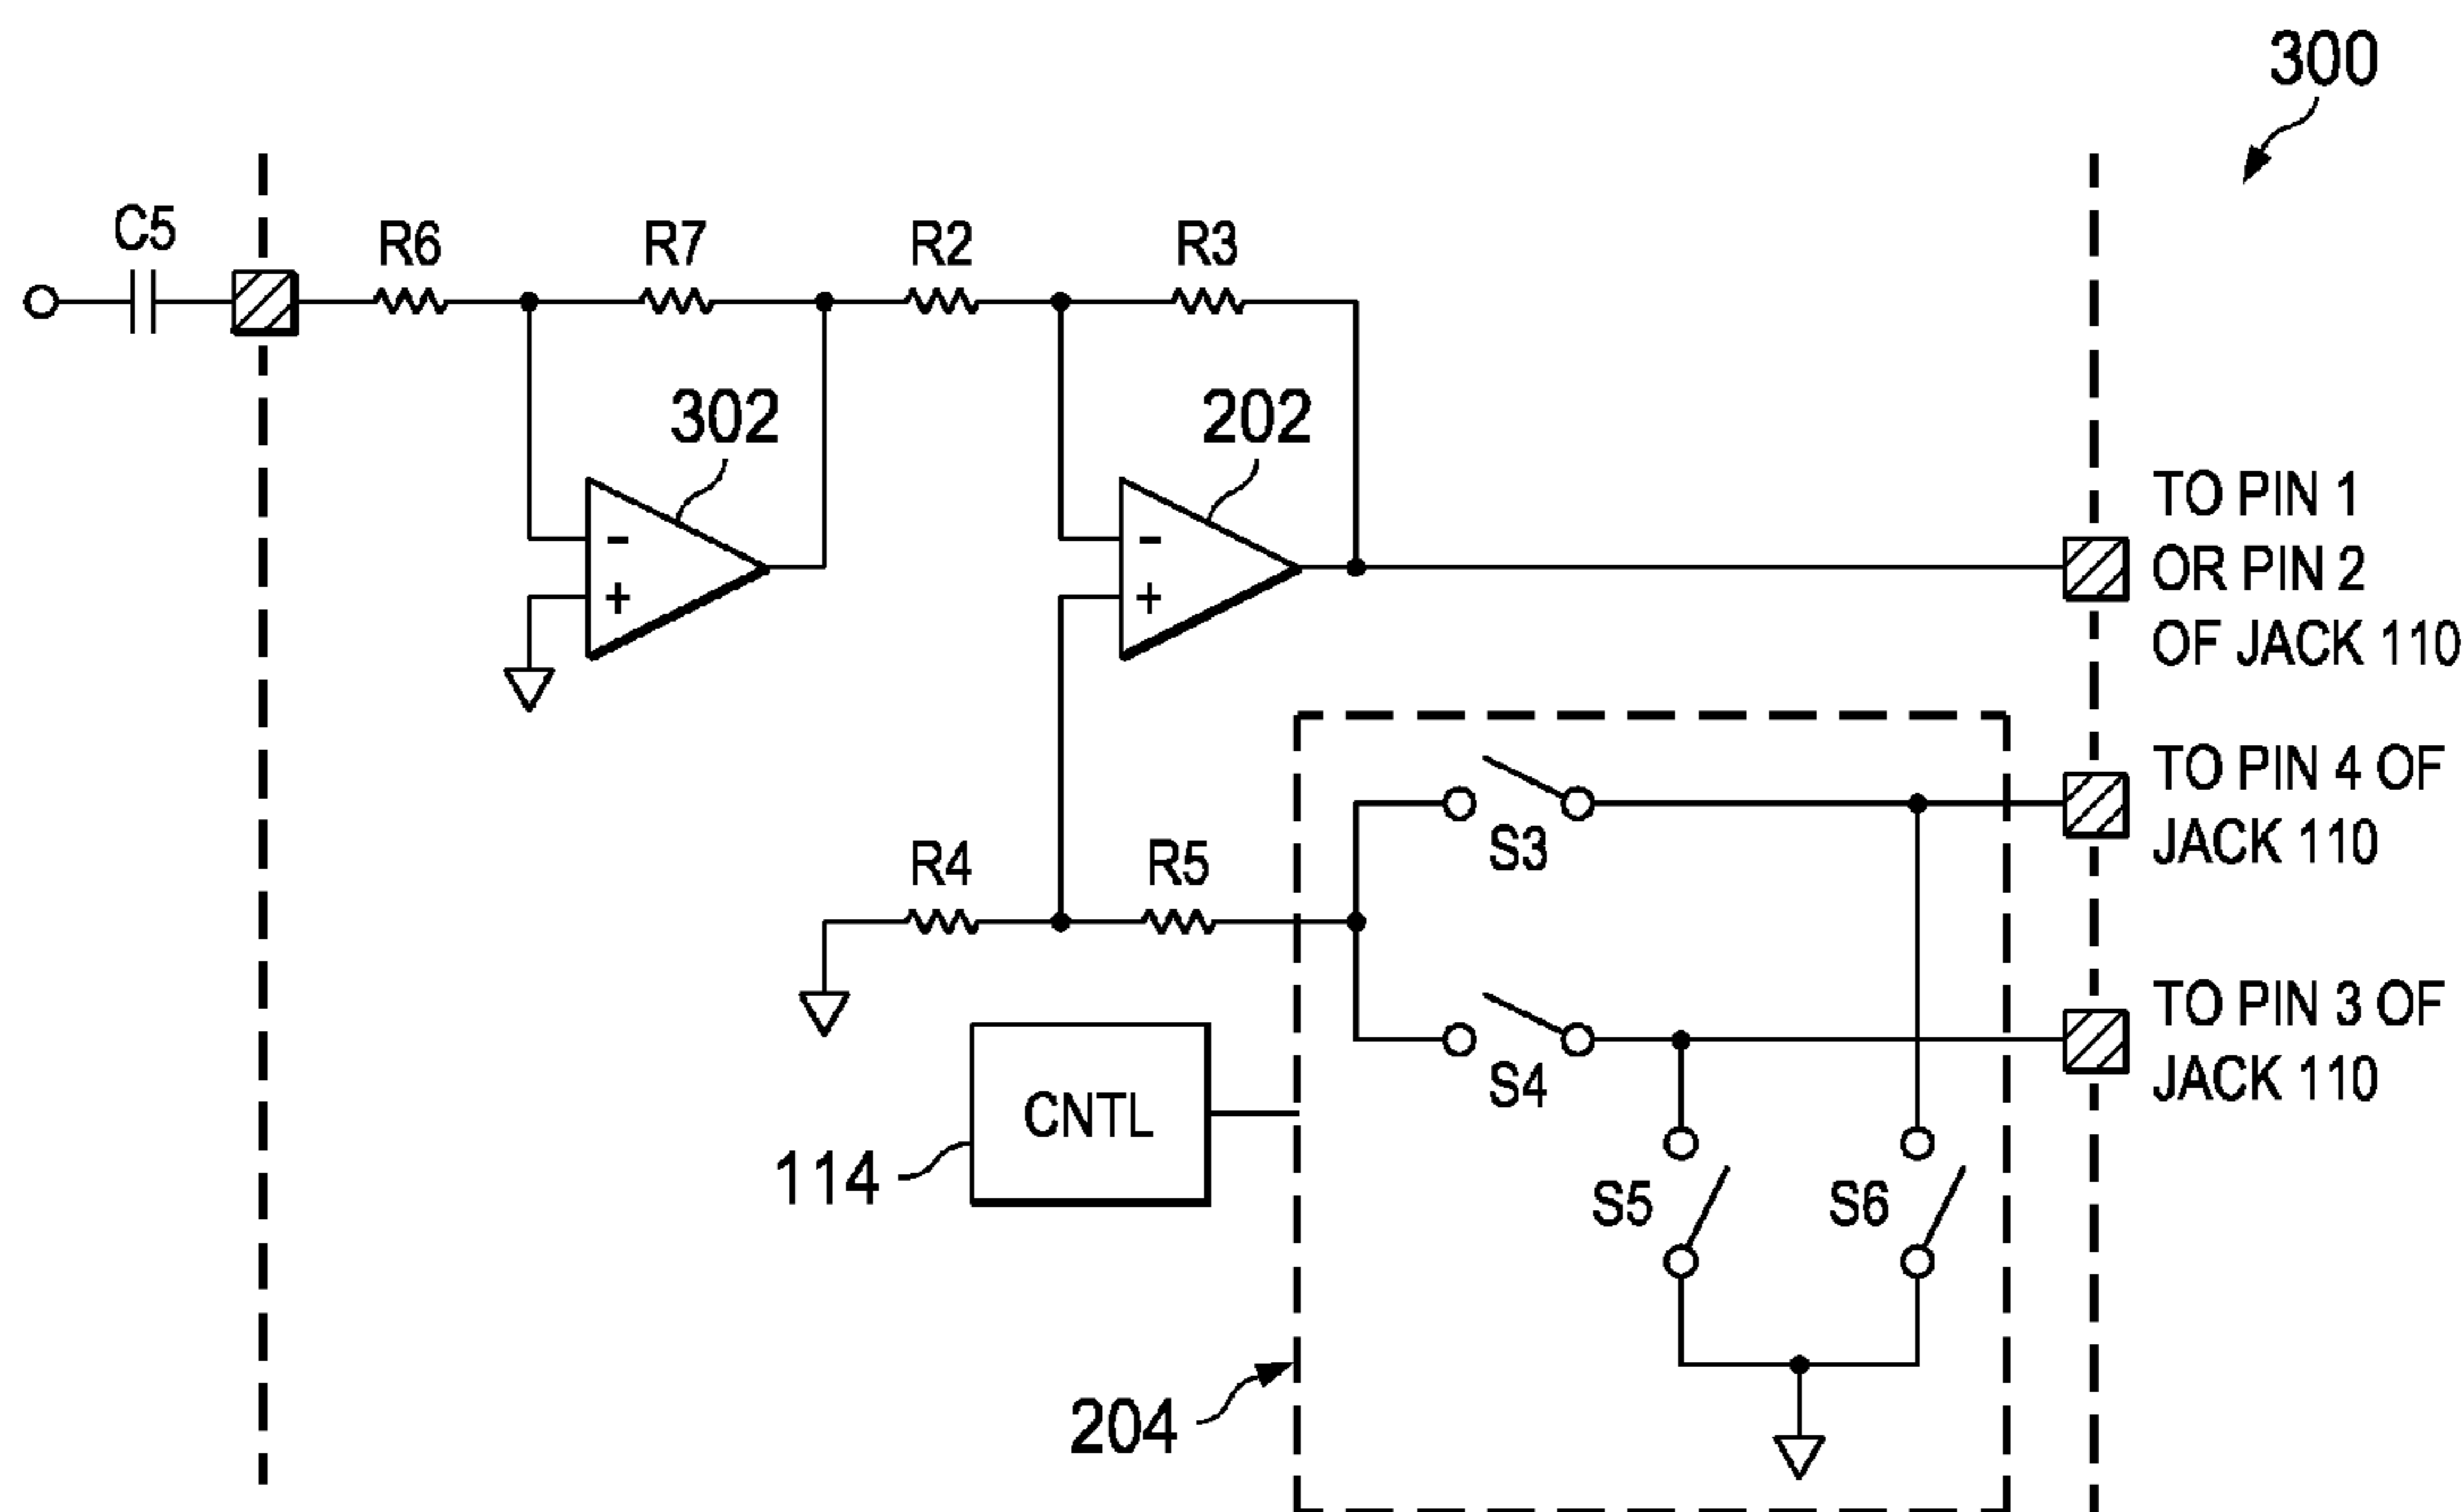 300
C5
R6
R7
R2
R3
302
202
-
+
-
+
TO PIN 1
OR PIN 2
OF JACK 110
TO PIN 4 OF
JACK 110
S3
R4
R5
TO PIN 3 OF
JACK 110
S4
CNTL
114
S5
S6
204